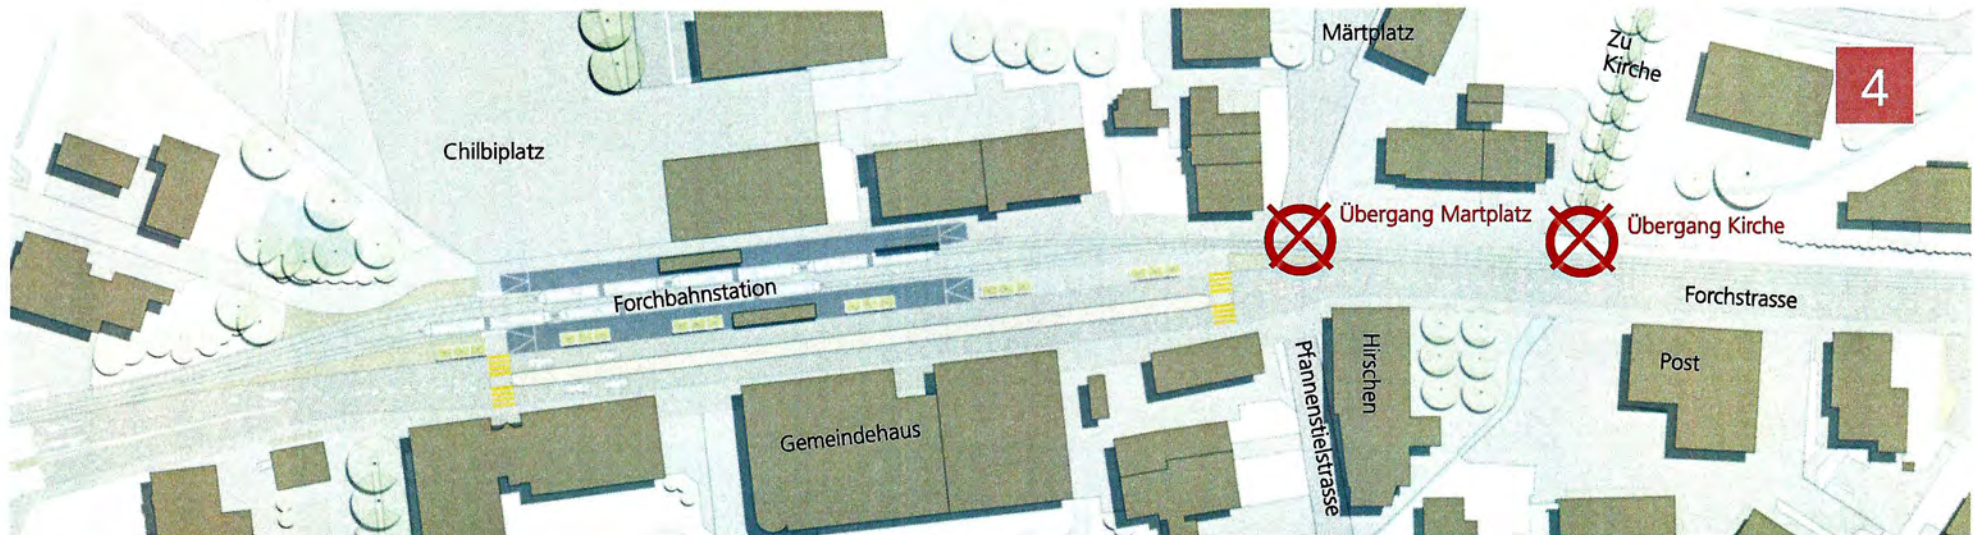 Märtplatz
Zu
Kirche
4
Chilbiplatz
Übergang Martplatz
Übergang Kirche
Forchbahnstation
Forchstrasse
Pfannenstielstrasse
Hirschen
Post
Gemeindehaus